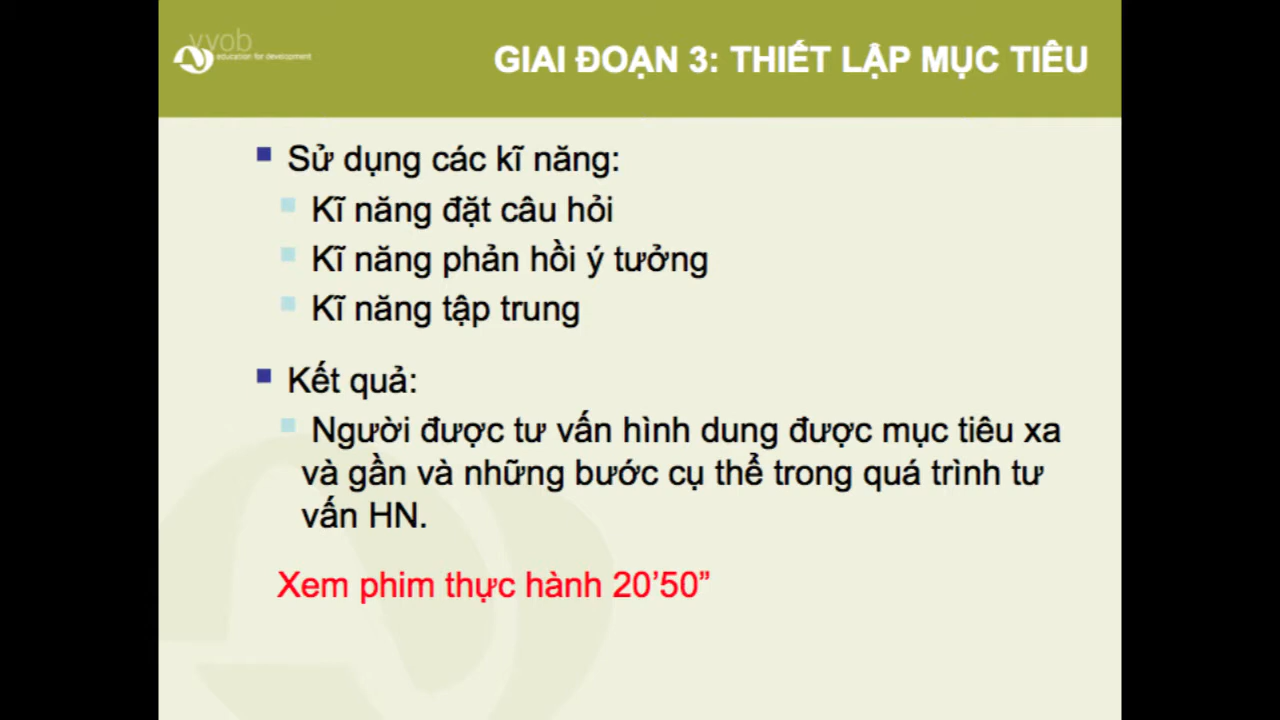 vvob
education for development
GIAI ĐOẠN 3: THIẾT LẬP MỤC TIÊU
Sử dụng các kĩ năng:
Kĩ năng đặt câu hỏi
Kĩ năng phản hồi ý tưởng
Kĩ năng tập trung
Kết quả:
Người được tư vấn hình dung được mục tiêu xa
và gần và những bước cụ thể trong quá trình tư
vấn HN.
Xem phim thực hành 20’50”